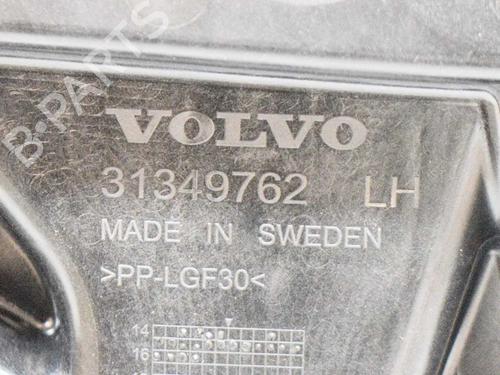 B-PARTS
VOLVO
31349762 LH
MADE IN SWEDEN
>PP-LGF30<
14
16